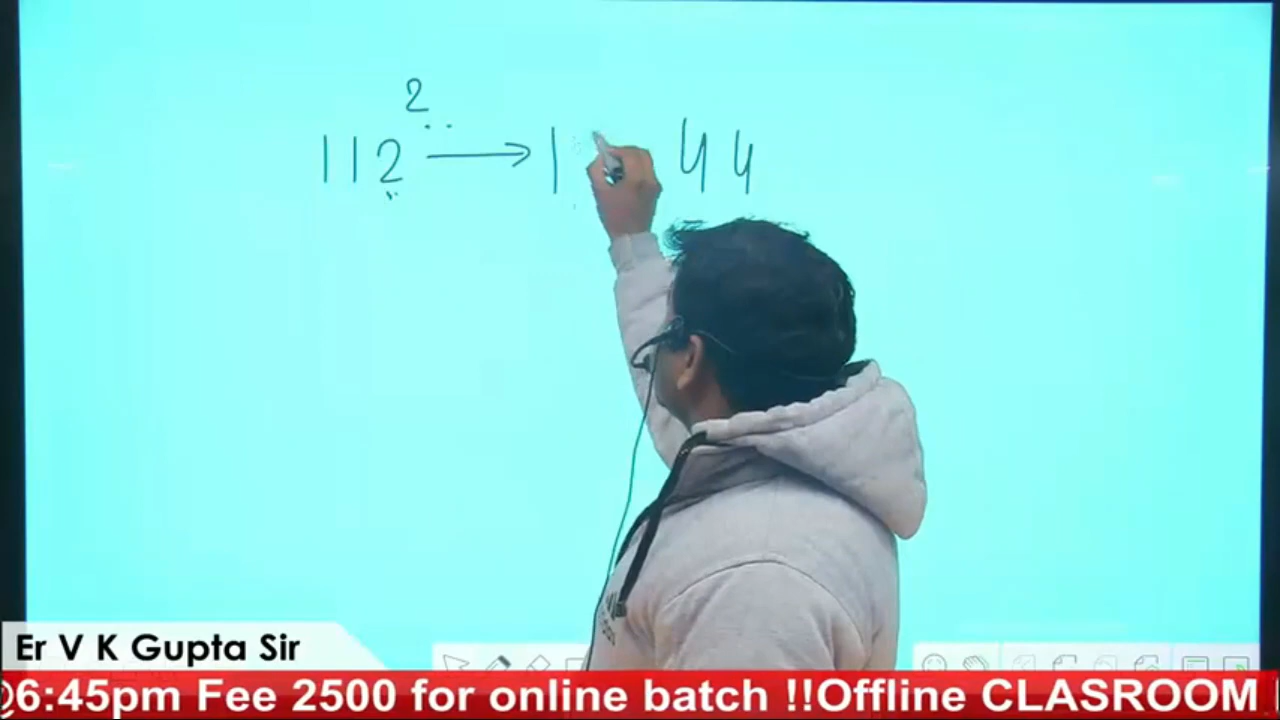 2
112 → 1 44
Er V K Gupta Sir
@6:45pm Fee 2500 for online batch !!Offline CLASROOM